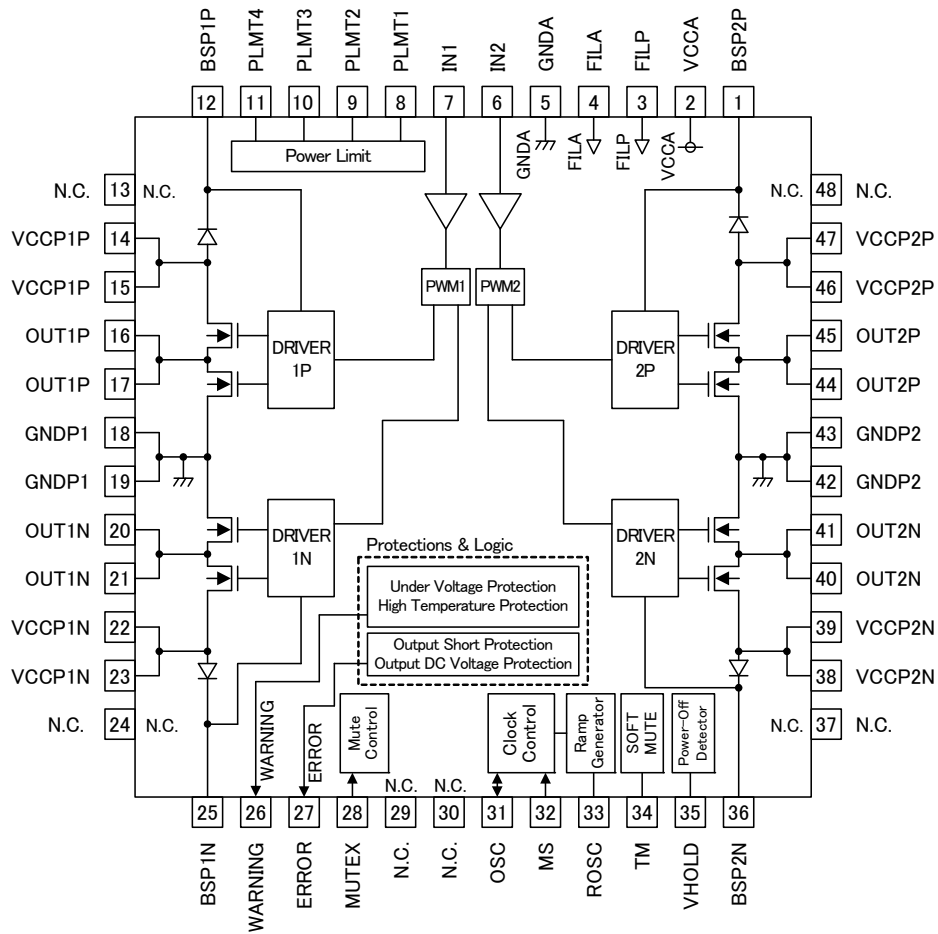 BSP1P
PLMT4
PLMT3
PLMT2
PLMT1
IN1
IN2
GNDA
FILA
FILP
VCCA
BSP2P
12
11
10
9
8
7
6
5
4
3
2
1
Power Limit
GNDA
FILA
FILP
VCCA
N.C.
13
N.C.
N.C.
48
N.C.
VCCP1P
14
47
VCCP2P
VCCP1P
15
46
VCCP2P
PWM1
PWM2
OUT1P
16
45
OUT2P
DRIVER
1P
DRIVER
2P
OUT1P
17
44
OUT2P
GNDP1
18
43
GNDP2
GNDP1
19
42
GNDP2
OUT1N
20
41
OUT2N
DRIVER
1N
DRIVER
2N
OUT1N
21
40
OUT2N
Protections & Logic
Under Voltage Protection
High Temperature Protection
Output Short Protection
Output DC Voltage Protection
VCCP1N
22
39
VCCP2N
VCCP1N
23
38
VCCP2N
N.C.
24
N.C.
N.C.
37
N.C.
WARNING
ERROR
Mute
Control
N.C.
N.C.
Clock
Control
Ramp
Generator
SOFT
MUTE
Power-Off
Detector
25
26
27
28
29
30
31
32
33
34
35
36
BSP1N
WARNING
ERROR
MUTEX
N.C.
N.C.
OSC
MS
ROSC
TM
VHOLD
BSP2N